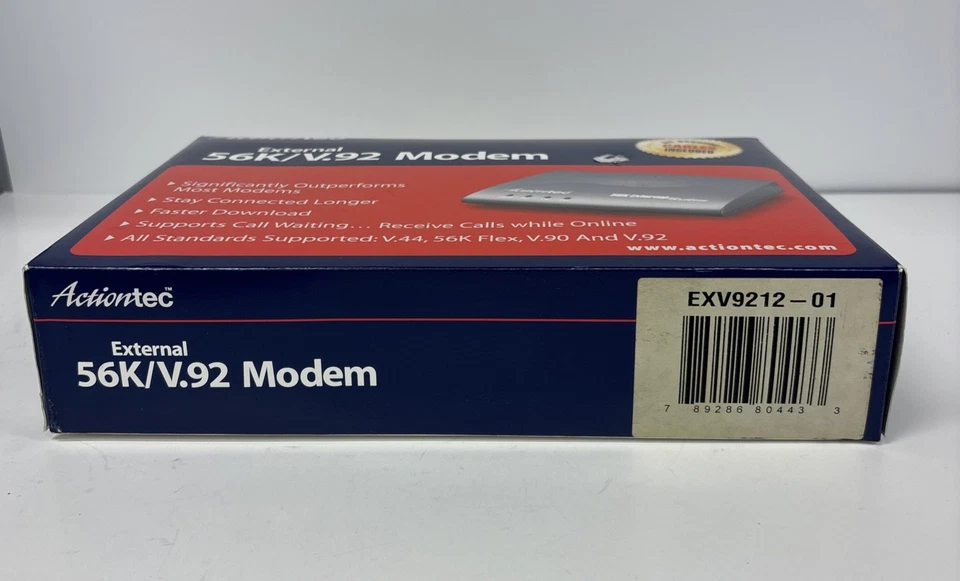 External
56K/V.92 Modem
INCLUDED
▸ Significantly Outperforms
Most Modems
▸ Stay Connected Longer
▸ Faster Download
▸ Supports Call Waiting... Receive Calls while Online
▸ All Standards Supported: V.44, 56K Flex, V.90 And V.92
Actiontec
www.actiontec.com
Actiontec™
External
56K/V.92 Modem
EXV9212-01
7 89286 80443 3